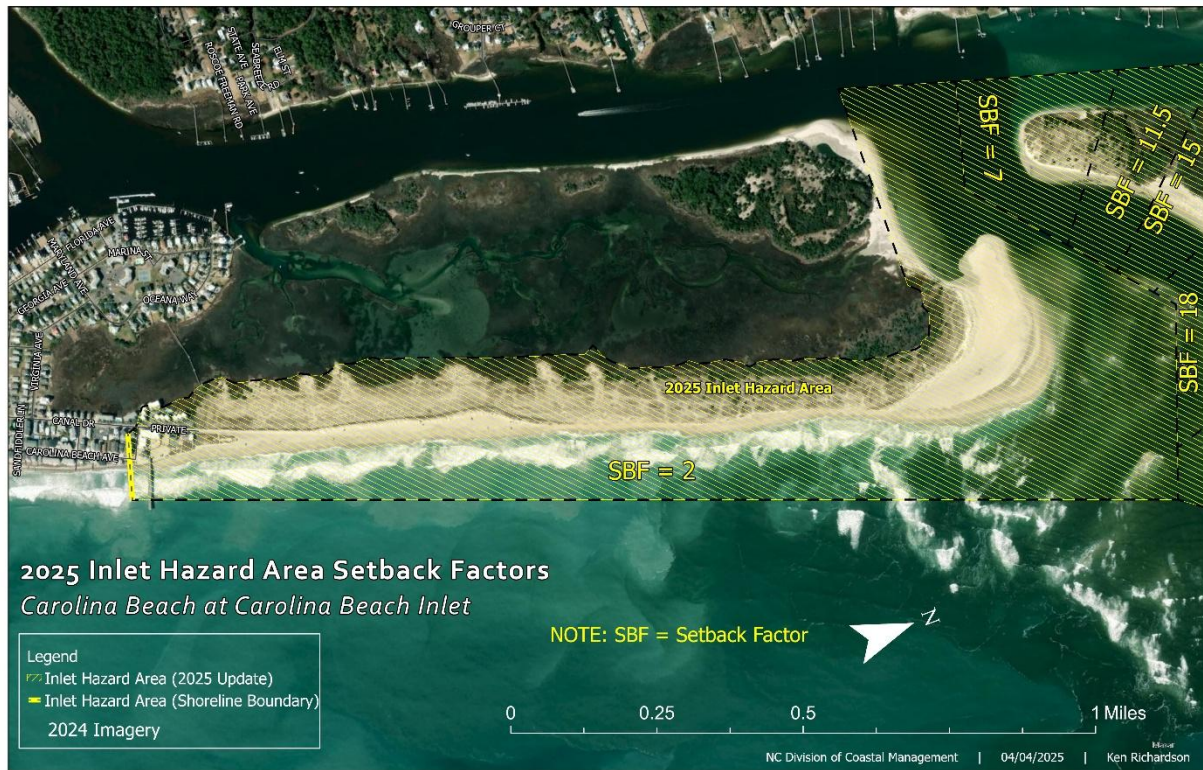 GROUPER CT
ELM ST
SEABREEZE RD
STATE AVE
PARK AVE
ROSCOE FREEMAN RD
SBF = 7
SBF = 11.5
SBF = 15
FLORIDA AVE
MARYLAND AVE
MARINA ST
GEORGIA AVE
OCEANA WAY
SBF = 18
VIRGINIA AVE
2025 Inlet Hazard Area
SANDFIDDLER LN
CANAL DR
PRIVATE
CAROLINA BEACH AVE
SBF = 2
2025 Inlet Hazard Area Setback Factors
Carolina Beach at Carolina Beach Inlet
NOTE: SBF = Setback Factor
N
Legend
Inlet Hazard Area (2025 Update)
Inlet Hazard Area (Shoreline Boundary)
2024 Imagery
0 0.25 0.5 1 Miles
Maxar
NC Division of Coastal Management | 04/04/2025 | Ken Richardson